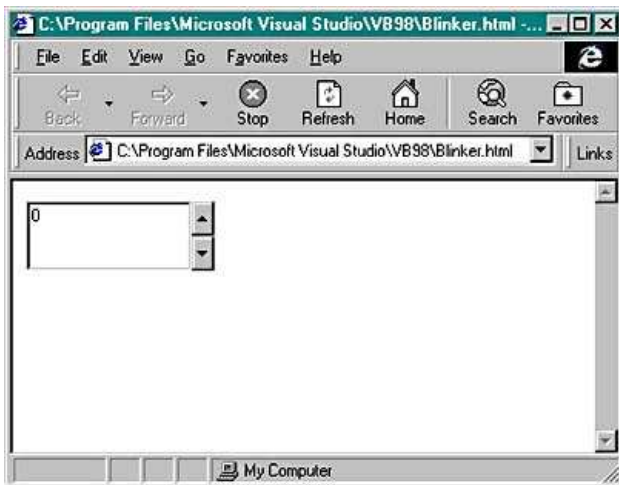 C:\Program Files\Microsoft Visual Studio\VB98\Blinker.html -...
File Edit View Go Favorites Help
Back Forward Stop Refresh Home Search Favorites
Address C:\Program Files\Microsoft Visual Studio\VB98\Blinker.html Links
0
My Computer